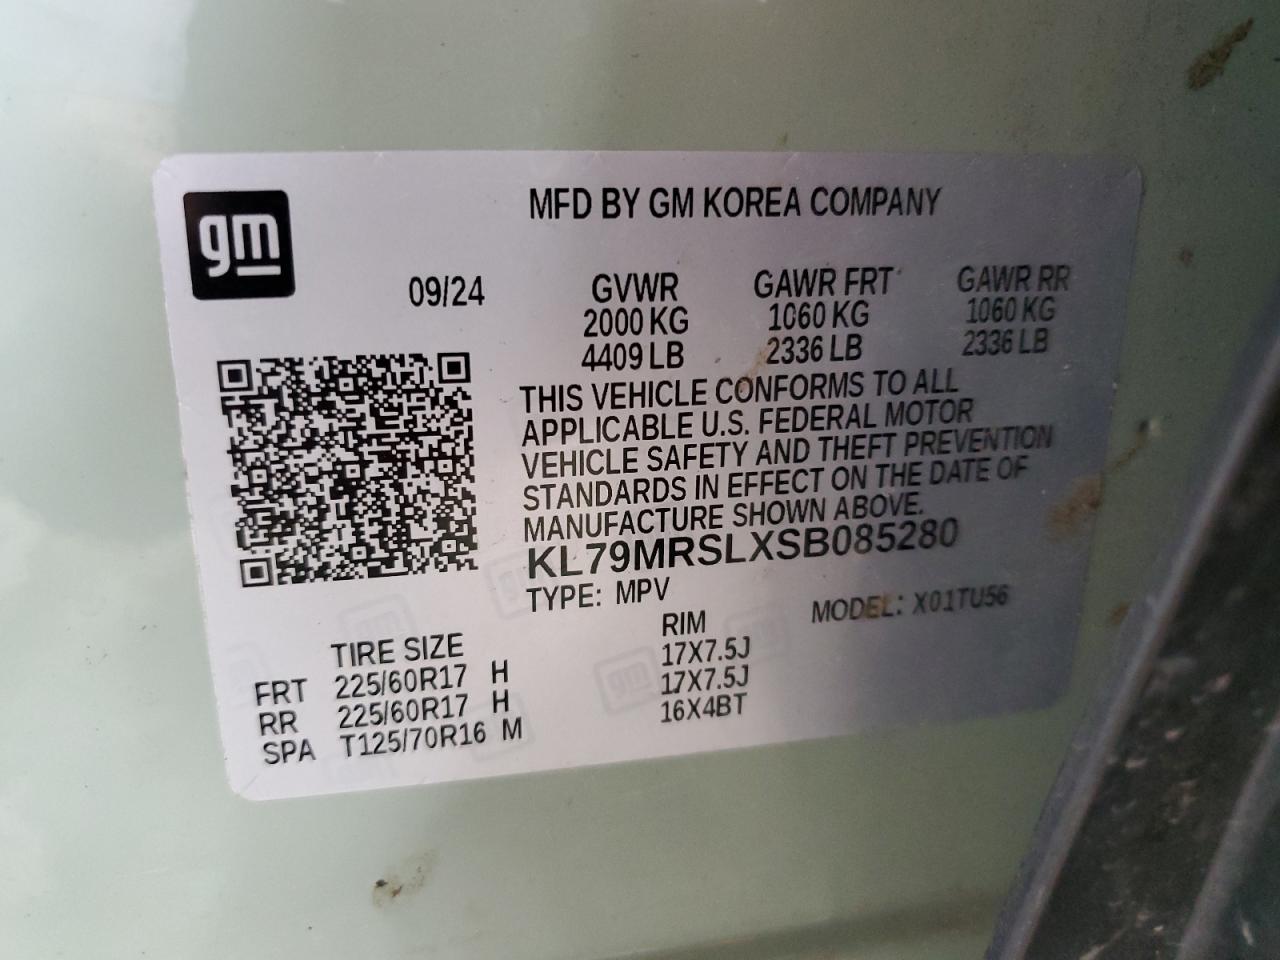 gm
MFD BY GM KOREA COMPANY
09/24
GVWR GAWR FRT GAWR RR
2000 KG 1060 KG 1060 KG
4409 LB 2336 LB 2336 LB
THIS VEHICLE CONFORMS TO ALL
APPLICABLE U.S. FEDERAL MOTOR
VEHICLE SAFETY AND THEFT PREVENTION
STANDARDS IN EFFECT ON THE DATE OF
MANUFACTURE SHOWN ABOVE.
KL79MRSLXSB085280
TYPE: MPV MODEL: X01TU56
TIRE SIZE RIM
FRT 225/60R17 H 17X7.5J
RR 225/60R17 H 17X7.5J
SPA T125/70R16 M 16X4BT
gm